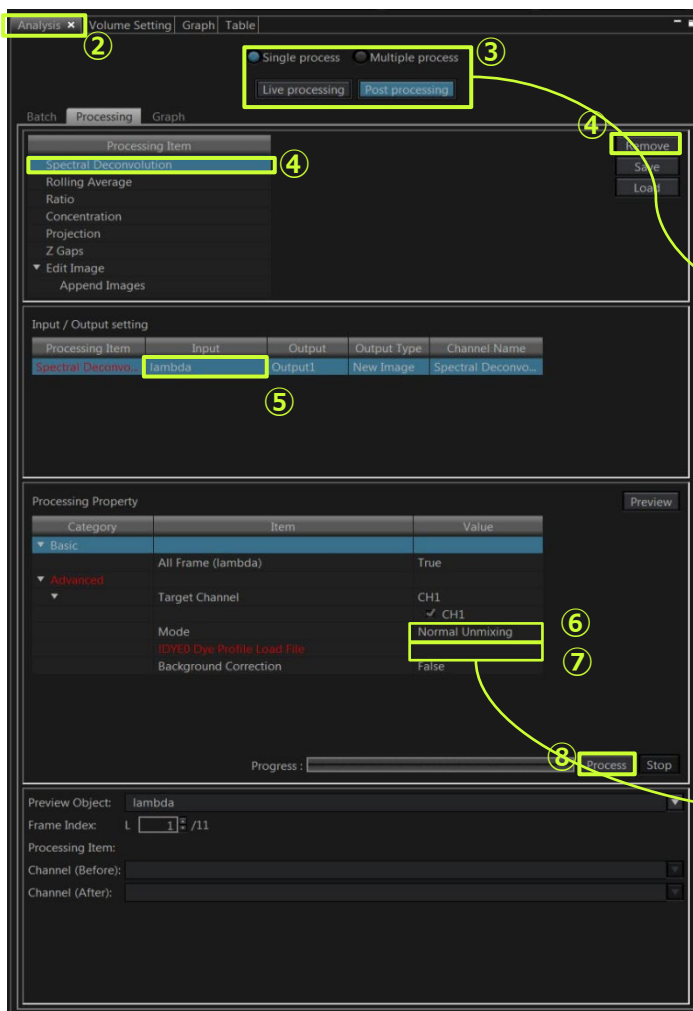 Analysis × Volume Setting Graph Table
②
Single process Multiple process ③
Live processing Post processing
Batch Processing Graph
④
Processing Item Remove
Spectral Deconvolution ④ Save
Rolling Average Load
Ratio
Concentration
Projection
Z Gaps
Edit Image
Append Images
Input / Output setting
Processing Item Input Output Output Type Channel Name
Spectral Deconvo... lambda Output1 New Image Spectral Deconvo...
⑤
Processing Property Preview
Category Item Value
Basic
All Frame (lambda) True
Advanced
Target Channel CH1
✓ CH1
Mode Normal Unmixing ⑥
!DYE0 Dye Profile Load File ⑦
Background Correction False
Progress : ⑧ Process Stop
Preview Object: lambda
Frame Index: L 1 /11
Processing Item:
Channel (Before):
Channel (After):